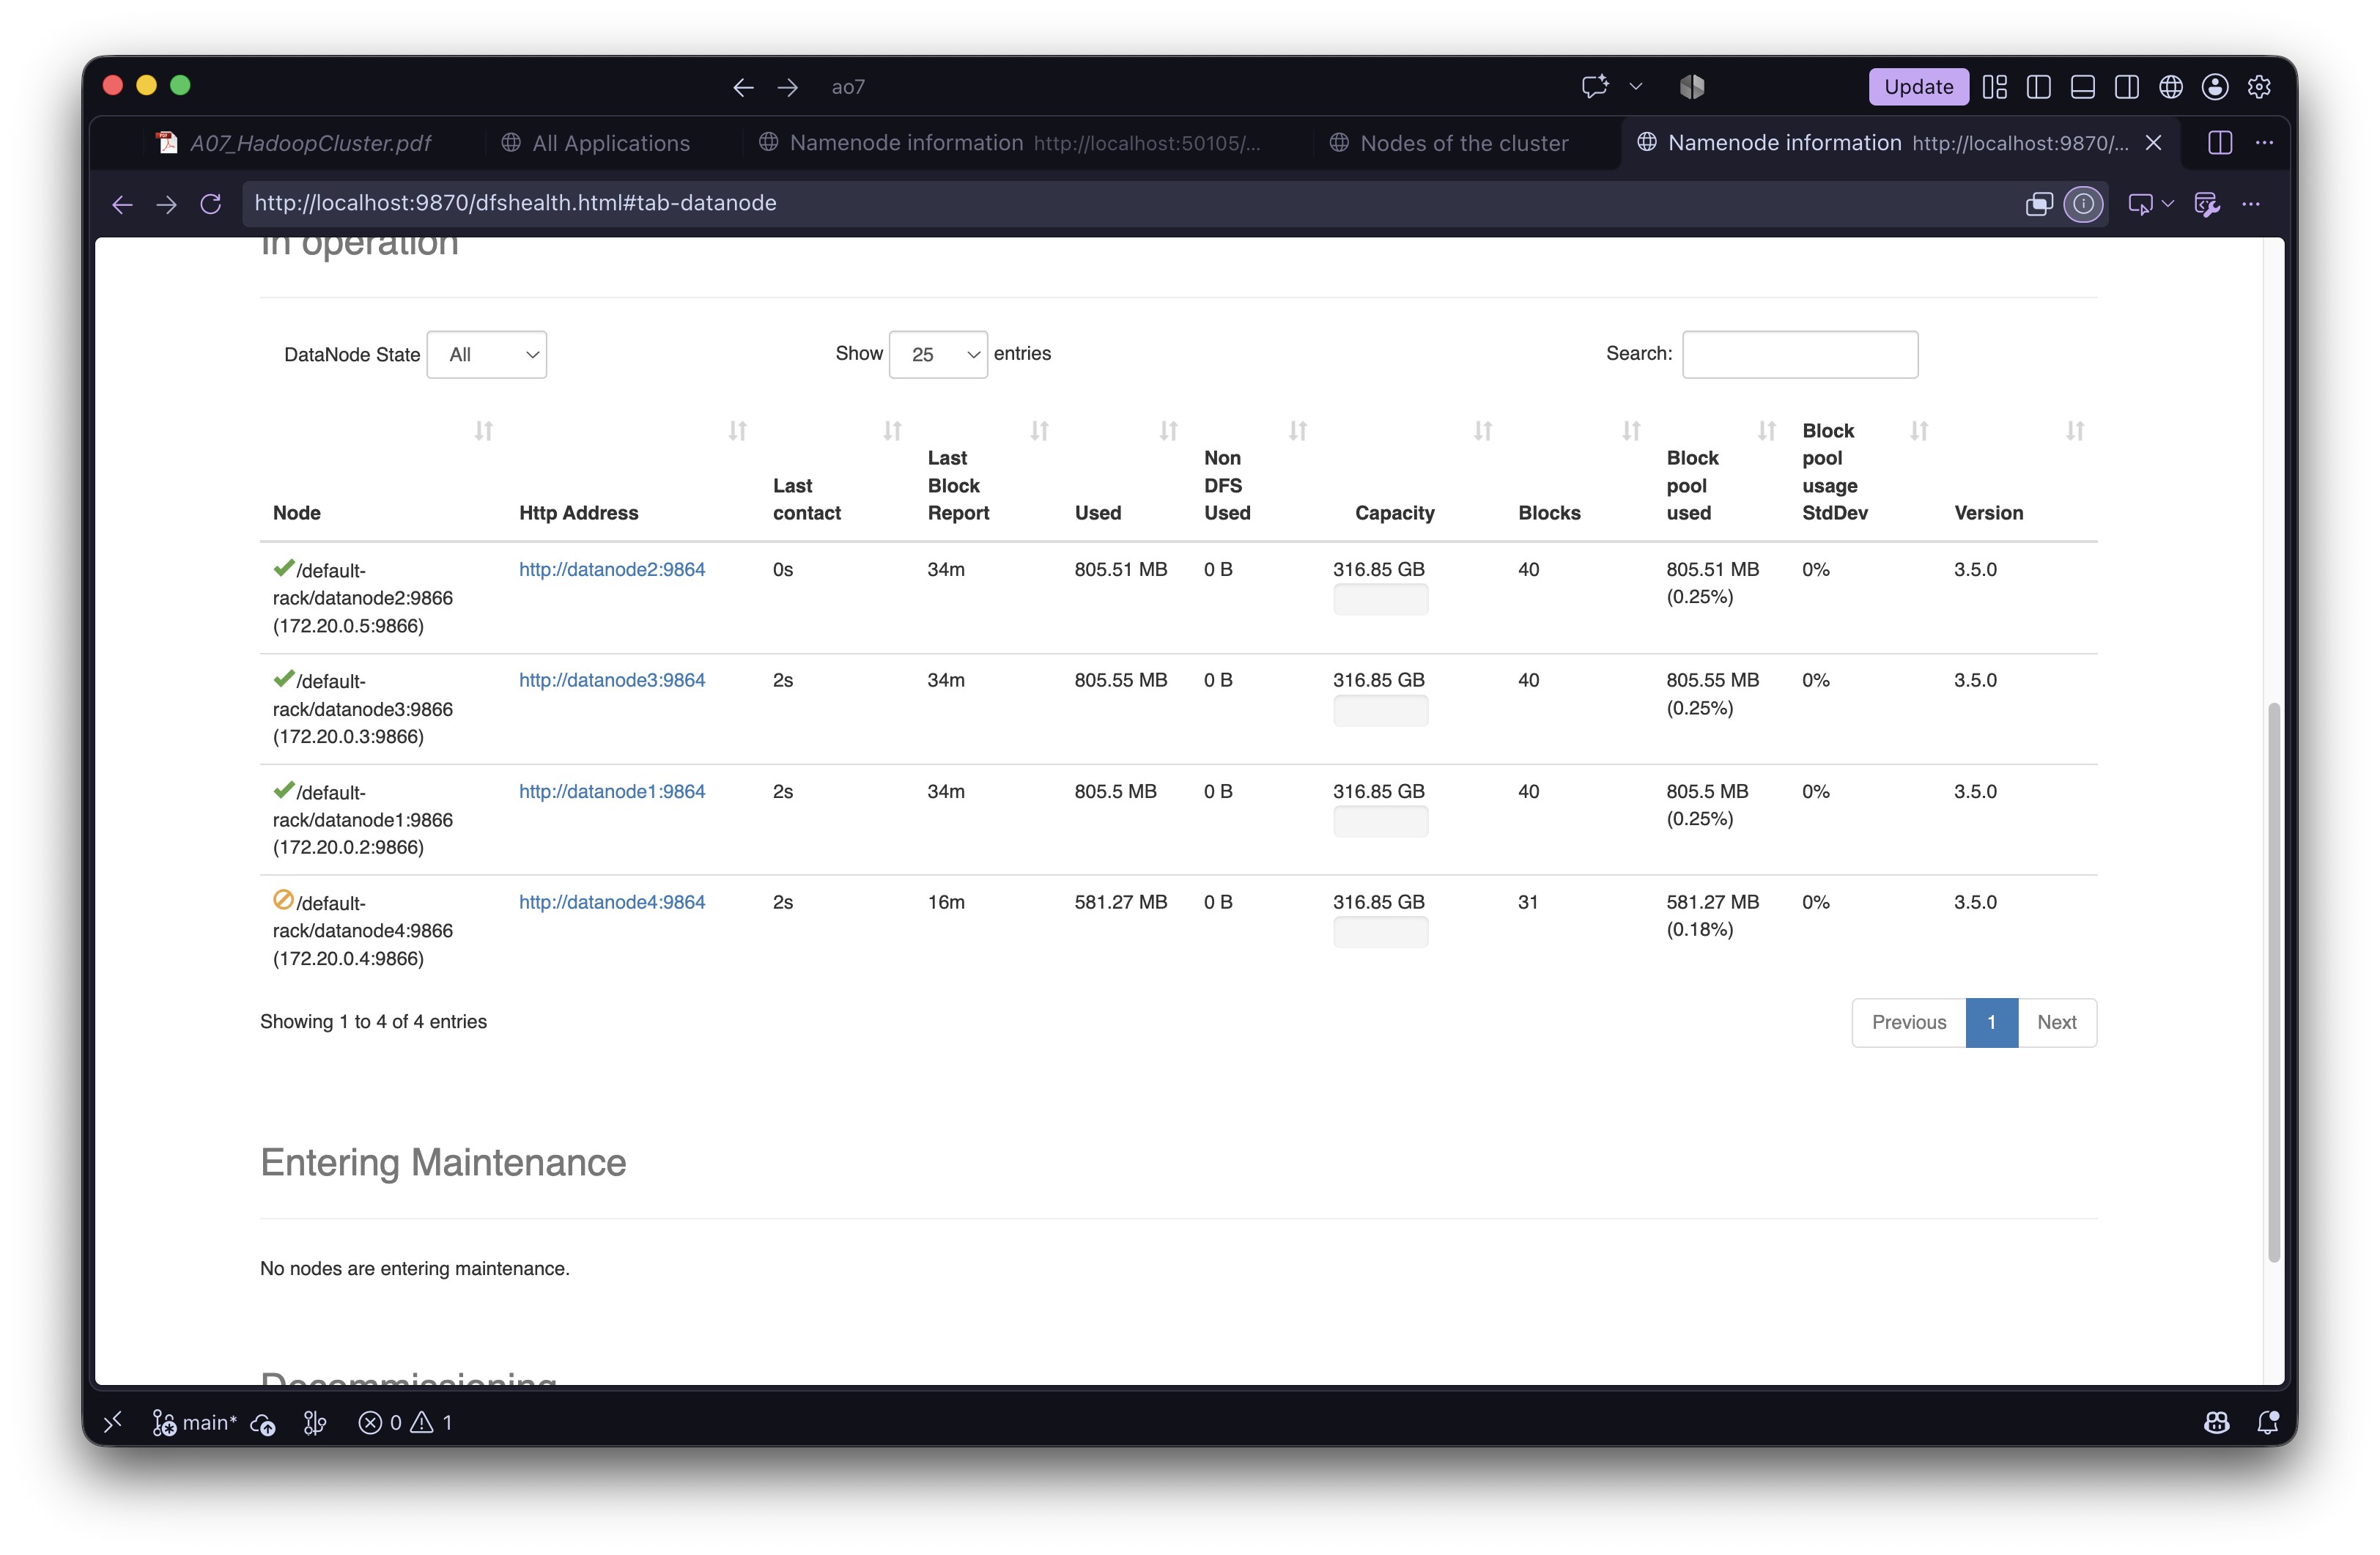 ao7
Update
A07_HadoopCluster.pdf
All Applications
Namenode information http://localhost:50105/...
Nodes of the cluster
Namenode information http://localhost:9870/...
http://localhost:9870/dfshealth.html#tab-datanode
In operation
DataNode State All
Show 25 entries
Search:
Node
Http Address
Last
contact
Last
Block
Report
Used
Non
DFS
Used
Capacity
Blocks
Block
pool
used
Block
pool
usage
StdDev
Version
/default-
rack/datanode2:9866
(172.20.0.5:9866)
http://datanode2:9864
0s
34m
805.51 MB
0 B
316.85 GB
40
805.51 MB
(0.25%)
0%
3.5.0
/default-
rack/datanode3:9866
(172.20.0.3:9866)
http://datanode3:9864
2s
34m
805.55 MB
0 B
316.85 GB
40
805.55 MB
(0.25%)
0%
3.5.0
/default-
rack/datanode1:9866
(172.20.0.2:9866)
http://datanode1:9864
2s
34m
805.5 MB
0 B
316.85 GB
40
805.5 MB
(0.25%)
0%
3.5.0
/default-
rack/datanode4:9866
(172.20.0.4:9866)
http://datanode4:9864
2s
16m
581.27 MB
0 B
316.85 GB
31
581.27 MB
(0.18%)
0%
3.5.0
Showing 1 to 4 of 4 entries
Previous 1 Next
Entering Maintenance
No nodes are entering maintenance.
Decommissioning
main* 0 1